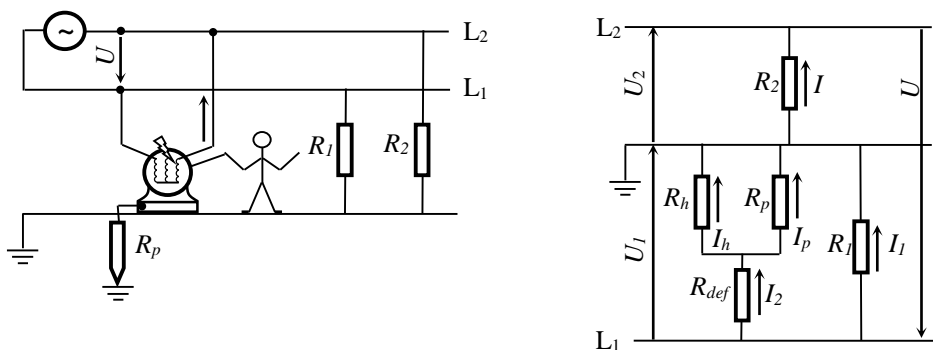 ~
L2
U
L1
R1
R2
Rp
L2
U2
R2
I
U
Rh
Rp
Ih
Ip
U1
R1
I1
Rdef
I2
L1